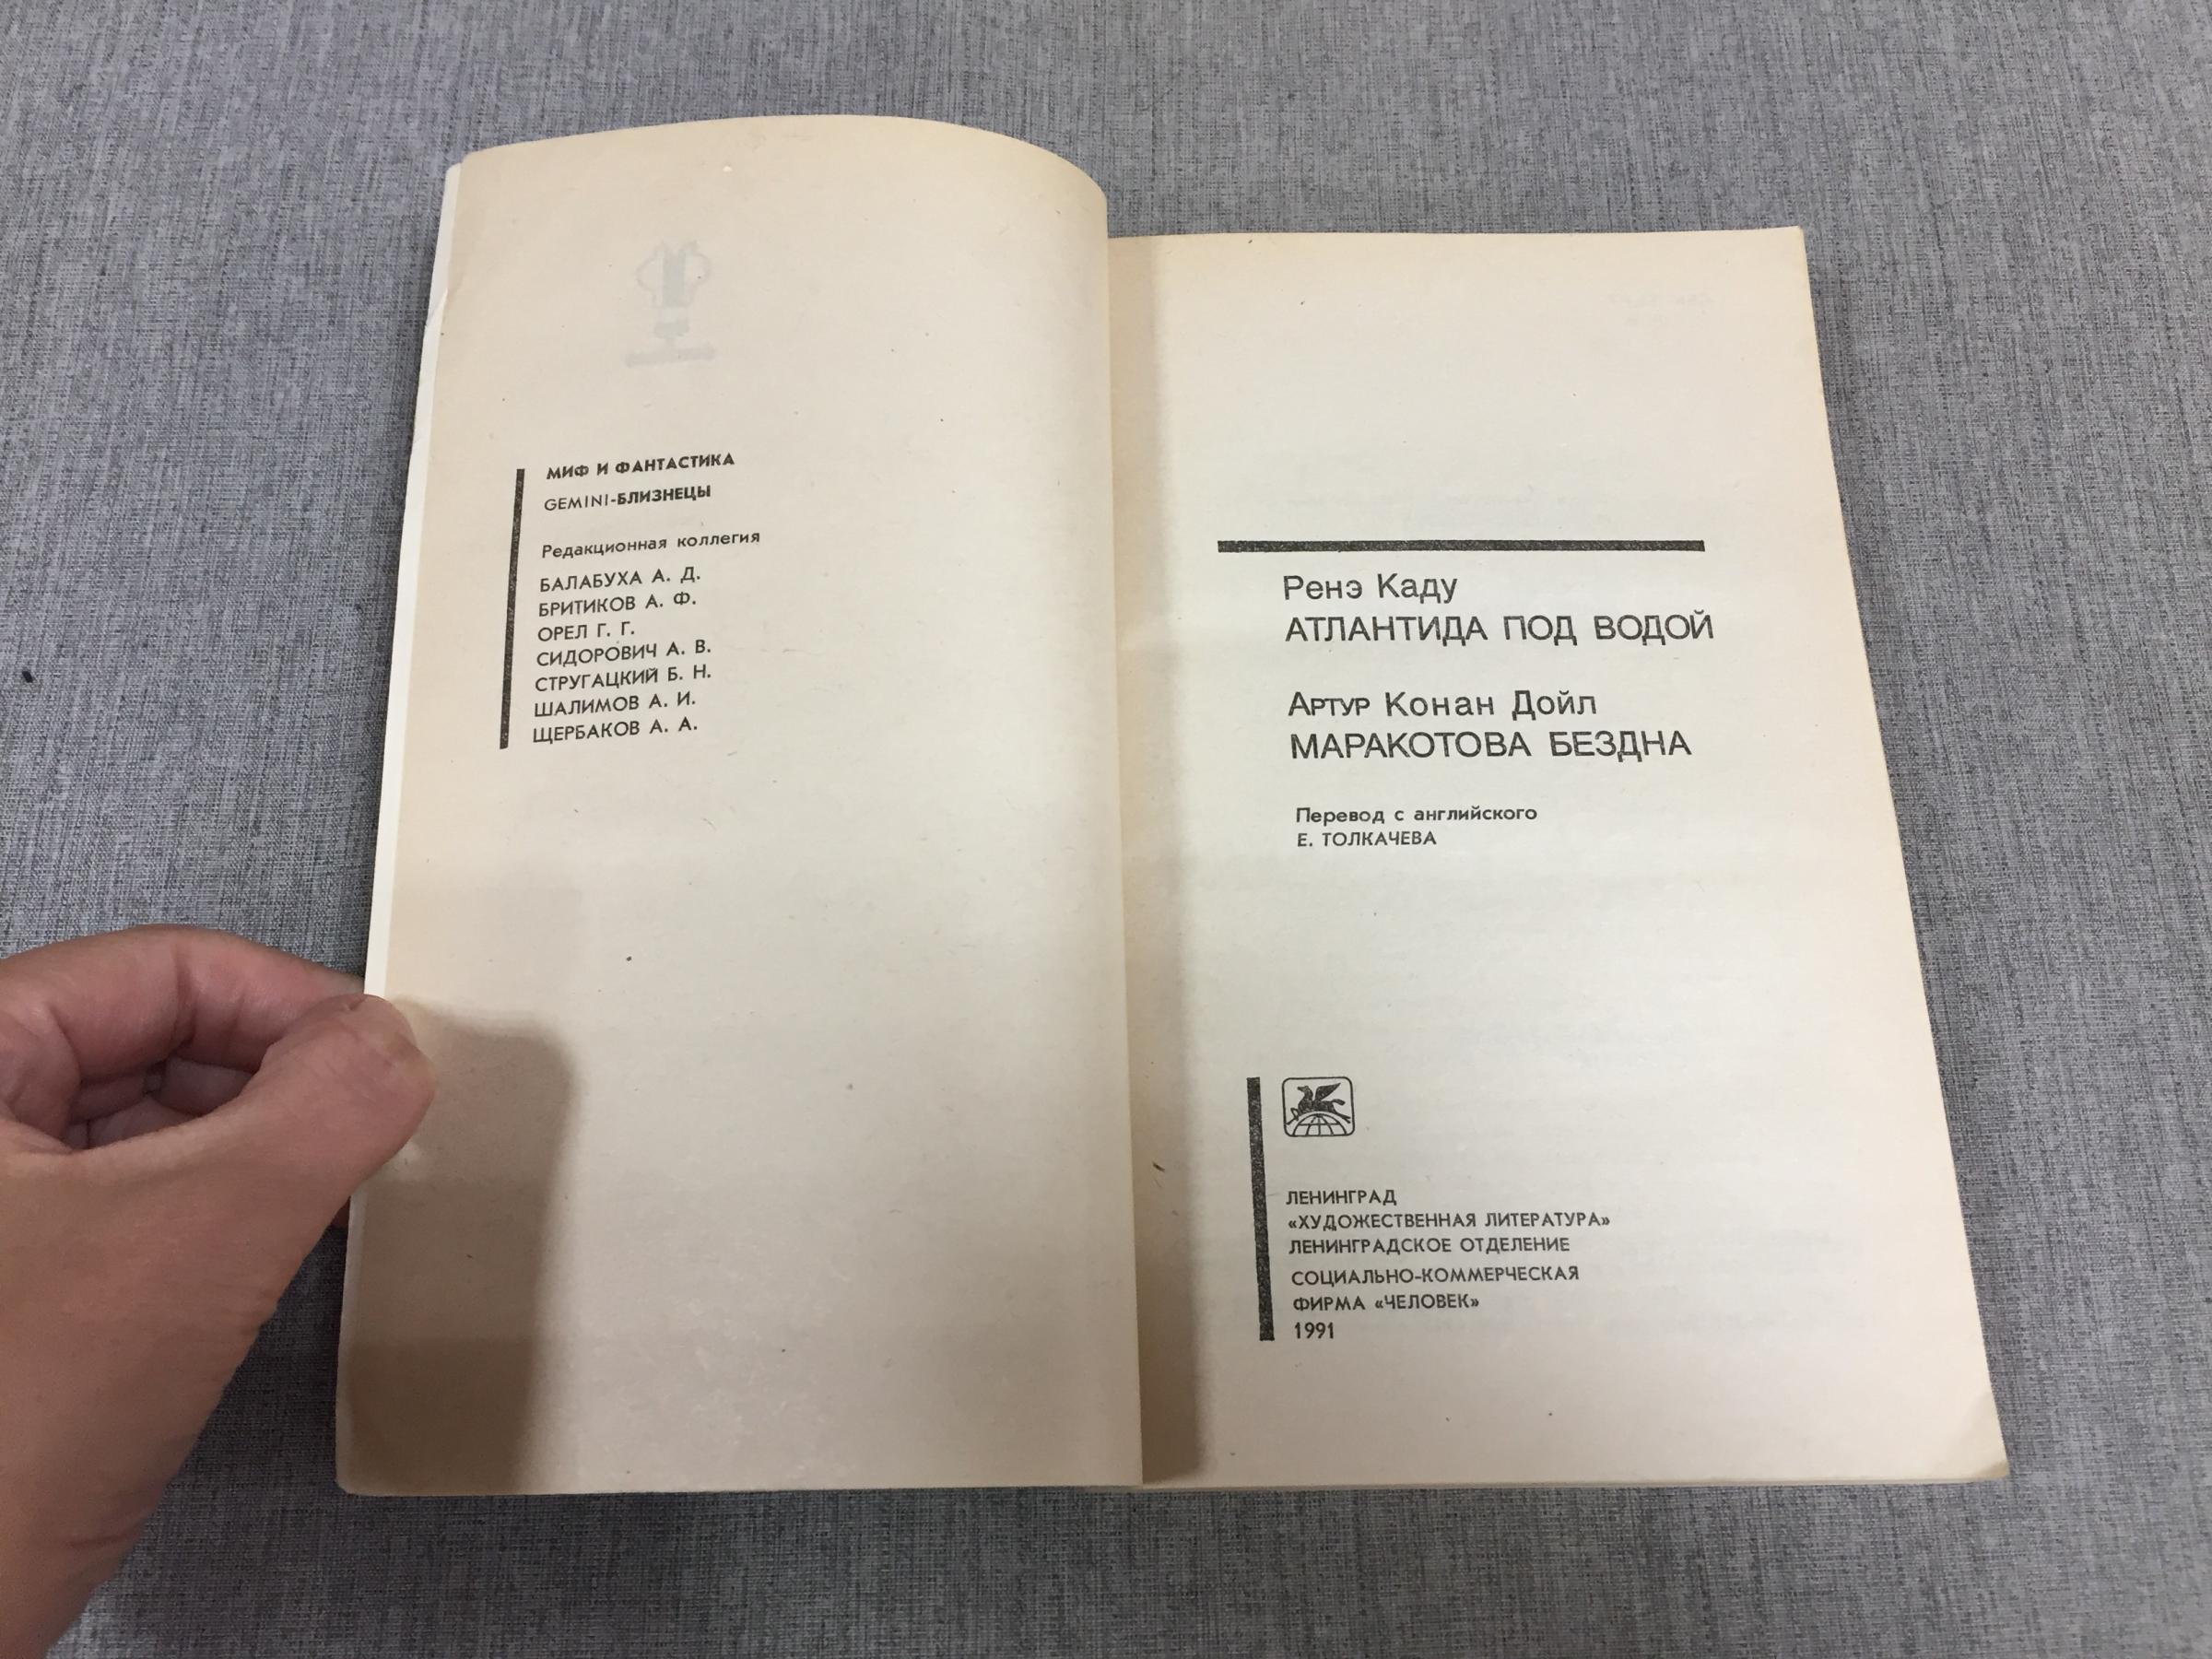 МИФ И ФАНТАСТИКА
GEMINI-БЛИЗНЕЦЫ
Редакционная коллегия
БАЛАБУХА А. Д.
БРИТИКОВ А. Ф.
ОРЕЛ Г. Г.
СИДОРОВИЧ А. В.
СТРУГАЦКИЙ Б. Н.
ШАЛИМОВ А. И.
ЩЕРБАКОВ А. А.
Ренэ Каду
АТЛАНТИДА ПОД ВОДОЙ
Артур Конан Дойл
МАРАКОТОВА БЕЗДНА
Перевод с английского
Е. ТОЛКАЧЕВА
ЛЕНИНГРАД
«ХУДОЖЕСТВЕННАЯ ЛИТЕРАТУРА»
ЛЕНИНГРАДСКОЕ ОТДЕЛЕНИЕ
СОЦИАЛЬНО-КОММЕРЧЕСКАЯ
ФИРМА «ЧЕЛОВЕК»
1991